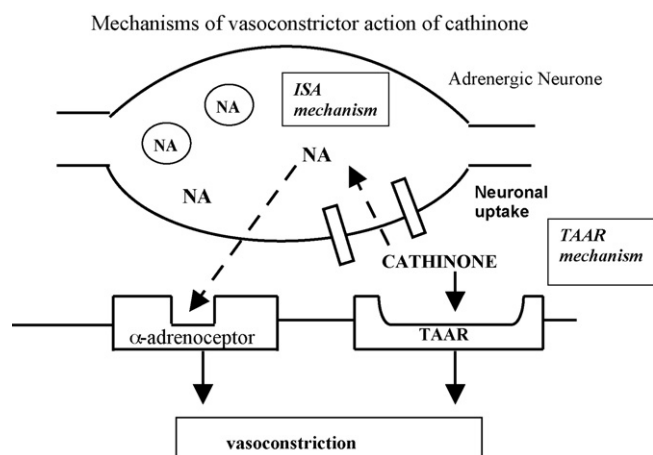 Mechanisms of vasoconstrictor action of cathinone
Adrenergic Neurone
ISA
mechanism
NA
NA
NA
NA
Neuronal
uptake
TAAR
mechanism
CATHINONE
α-adrenoceptor
TAAR
vasoconstriction